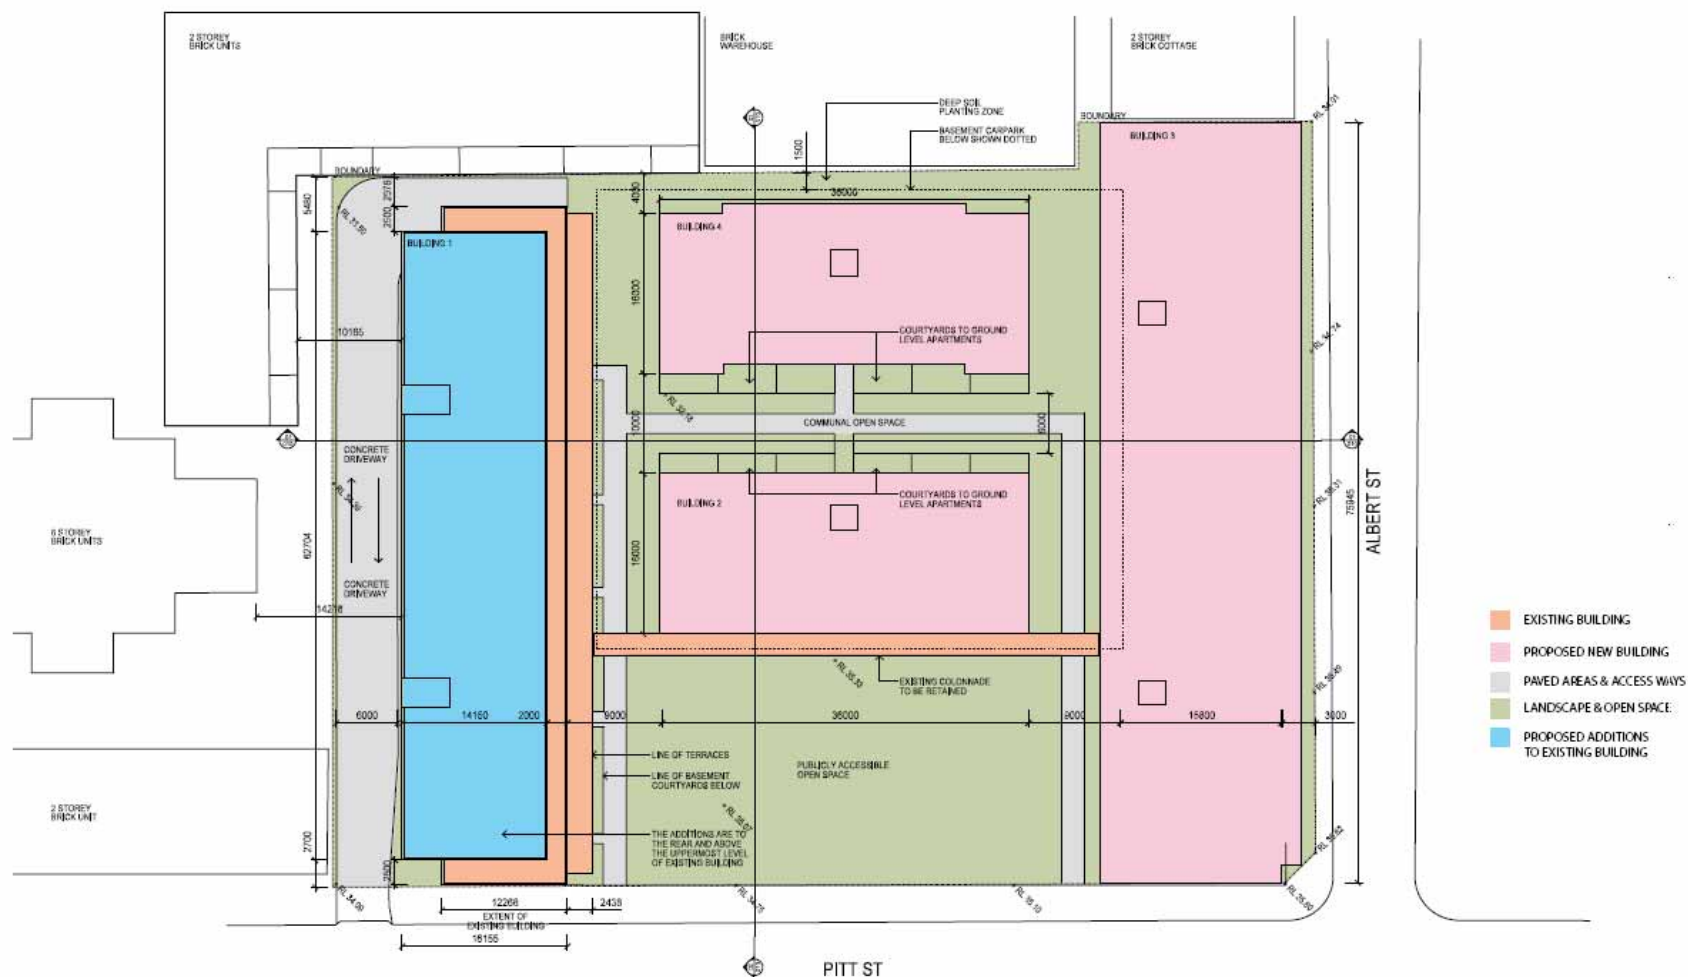 2 STOREY
BRICK UNITS
BRICK
WAREHOUSE
2 STOREY
BRICK COTTAGE
DEEP SOIL
PLANTING ZONE
BASEMENT CARPARK
BELOW SHOWN DOTTED
BOUNDARY
BOUNDARY
BUILDING 3
1500
36000
5480
2978
2500
4000
BUILDING 4
BUILDING 1
16000
10165
COURTYARDS TO GROUND
LEVEL APARTMENTS
10000
6000
COMMUNAL OPEN SPACE
CONCRETE
DRIVEWAY
COURTYARDS TO GROUND
LEVEL APARTMENTS
BUILDING 2
75945
ALBERT ST
6 STOREY
BRICK UNITS
62704
16000
CONCRETE
DRIVEWAY
EXISTING BUILDING
PROPOSED NEW BUILDING
PAVED AREAS & ACCESS WAYS
LANDSCAPE & OPEN SPACE
PROPOSED ADDITIONS
TO EXISTING BUILDING
EXISTING COLONNADE
TO BE RETAINED
6000
14160
2000
9000
36000
9000
15800
3000
LINE OF TERRACES
LINE OF BASEMENT
COURTYARDS BELOW
PUBLICLY ACCESSIBLE
OPEN SPACE
2 STOREY
BRICK UNIT
2700
2500
THE ADDITIONS ARE TO
THE REAR AND ABOVE
THE UPPERMOST LEVEL
OF EXISTING BUILDING
12266
2438
EXTENT OF
EXISTING BUILDING
16155
PITT ST